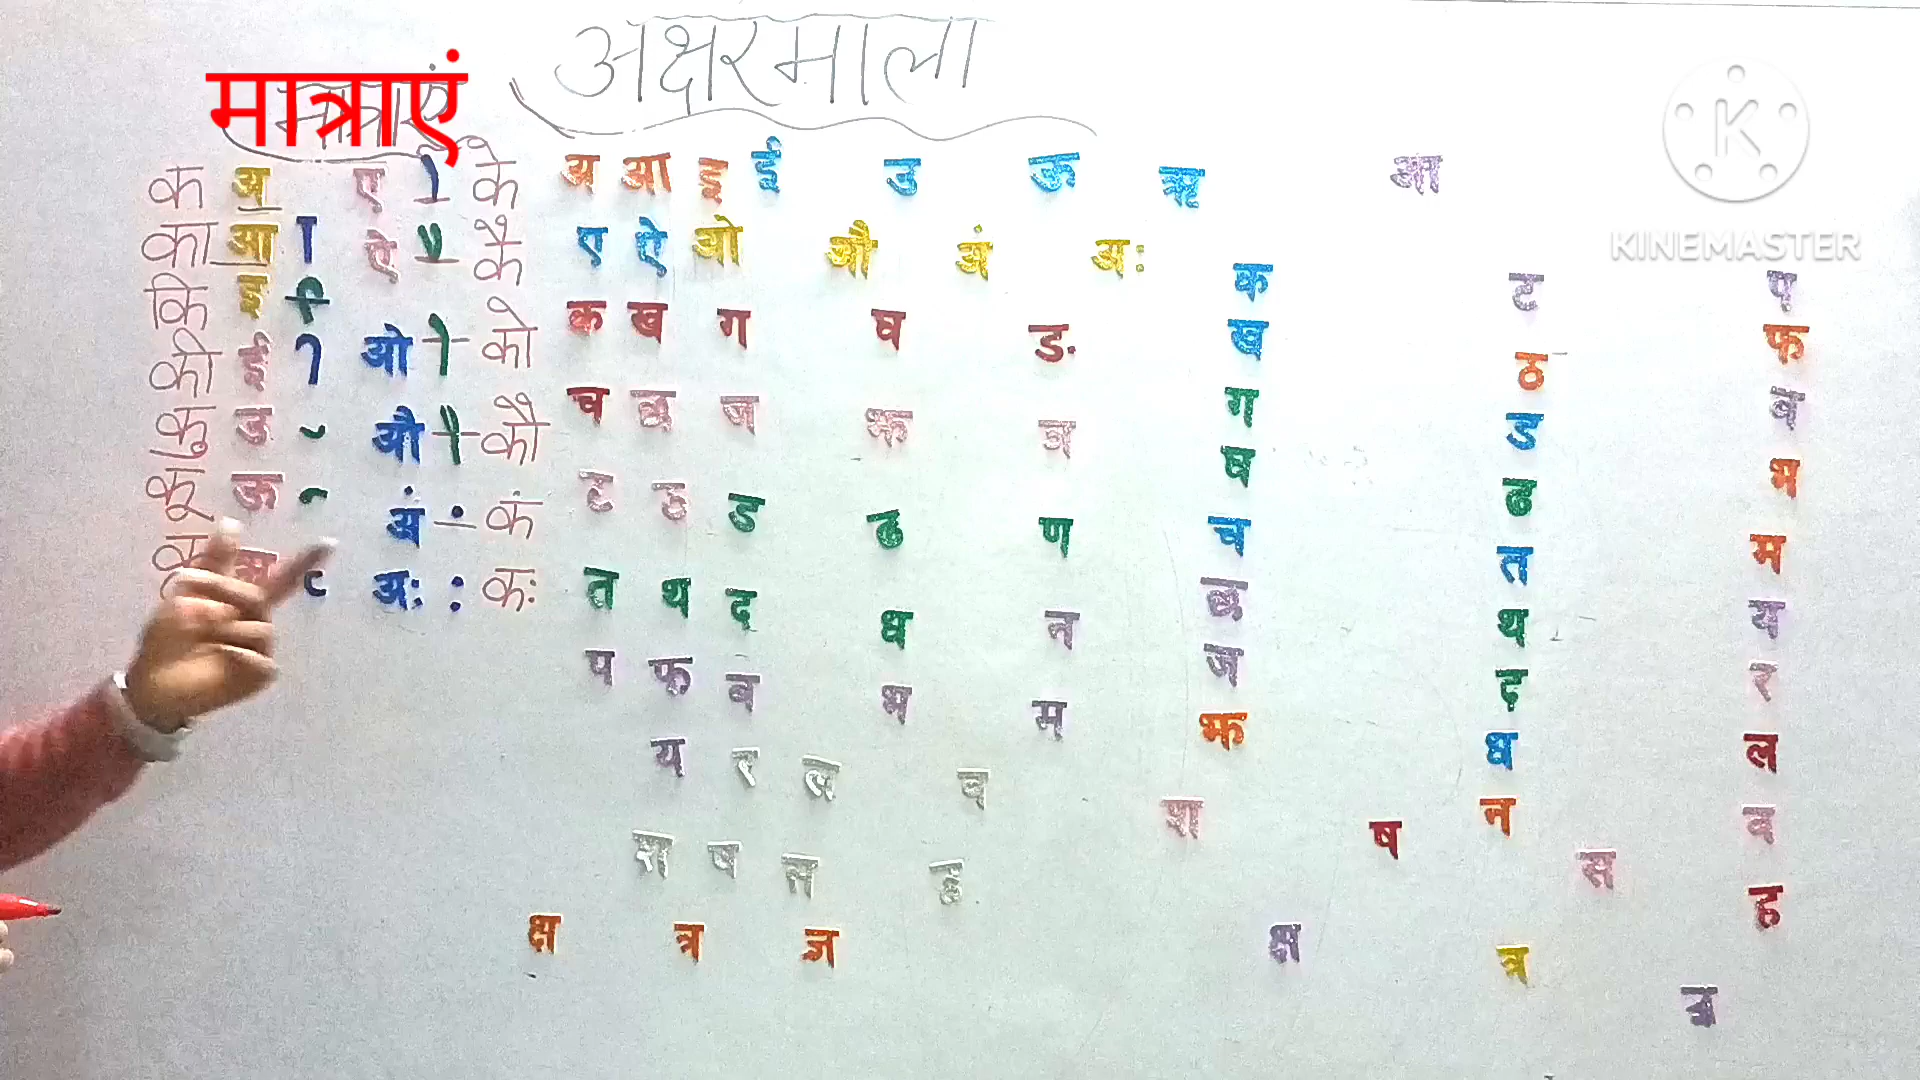 अक्षरमाला
मात्राएं
KINEMASTER
क अ ए के
का आ ा ऐ कै
कि इ ि
की ई ी ओ ो को
कु उ ु औ ौ कौ
कू ऊ अं ं कं
अः : कः
अ आ इ ई उ ऊ ऋ
ए ऐ ओ औ अं अः
क ख ग घ ङ
च छ ज झ ञ
ट ठ ड ढ ण
त थ द ध न
प फ ब भ म
य र ल व
श ष स ह
क्ष त्र ज्ञ
क
ख
ग
घ
च
छ
ज
झ
ट
ठ
ड
ढ
त
थ
द
ध
न
प
फ
ब
भ
म
य
र
ल
व
ह
श ष स
क्ष त्र